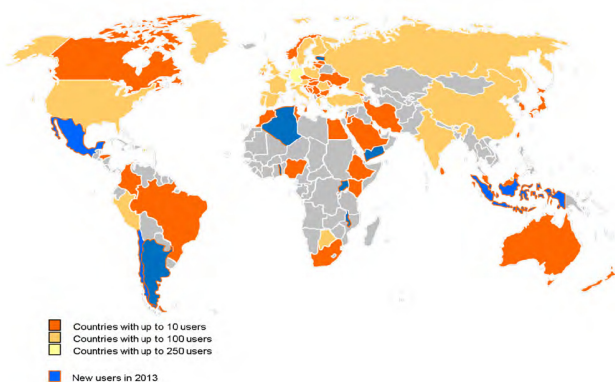 Countries with up to 10 users
Countries with up to 100 users
Countries with up to 250 users
New users in 2013